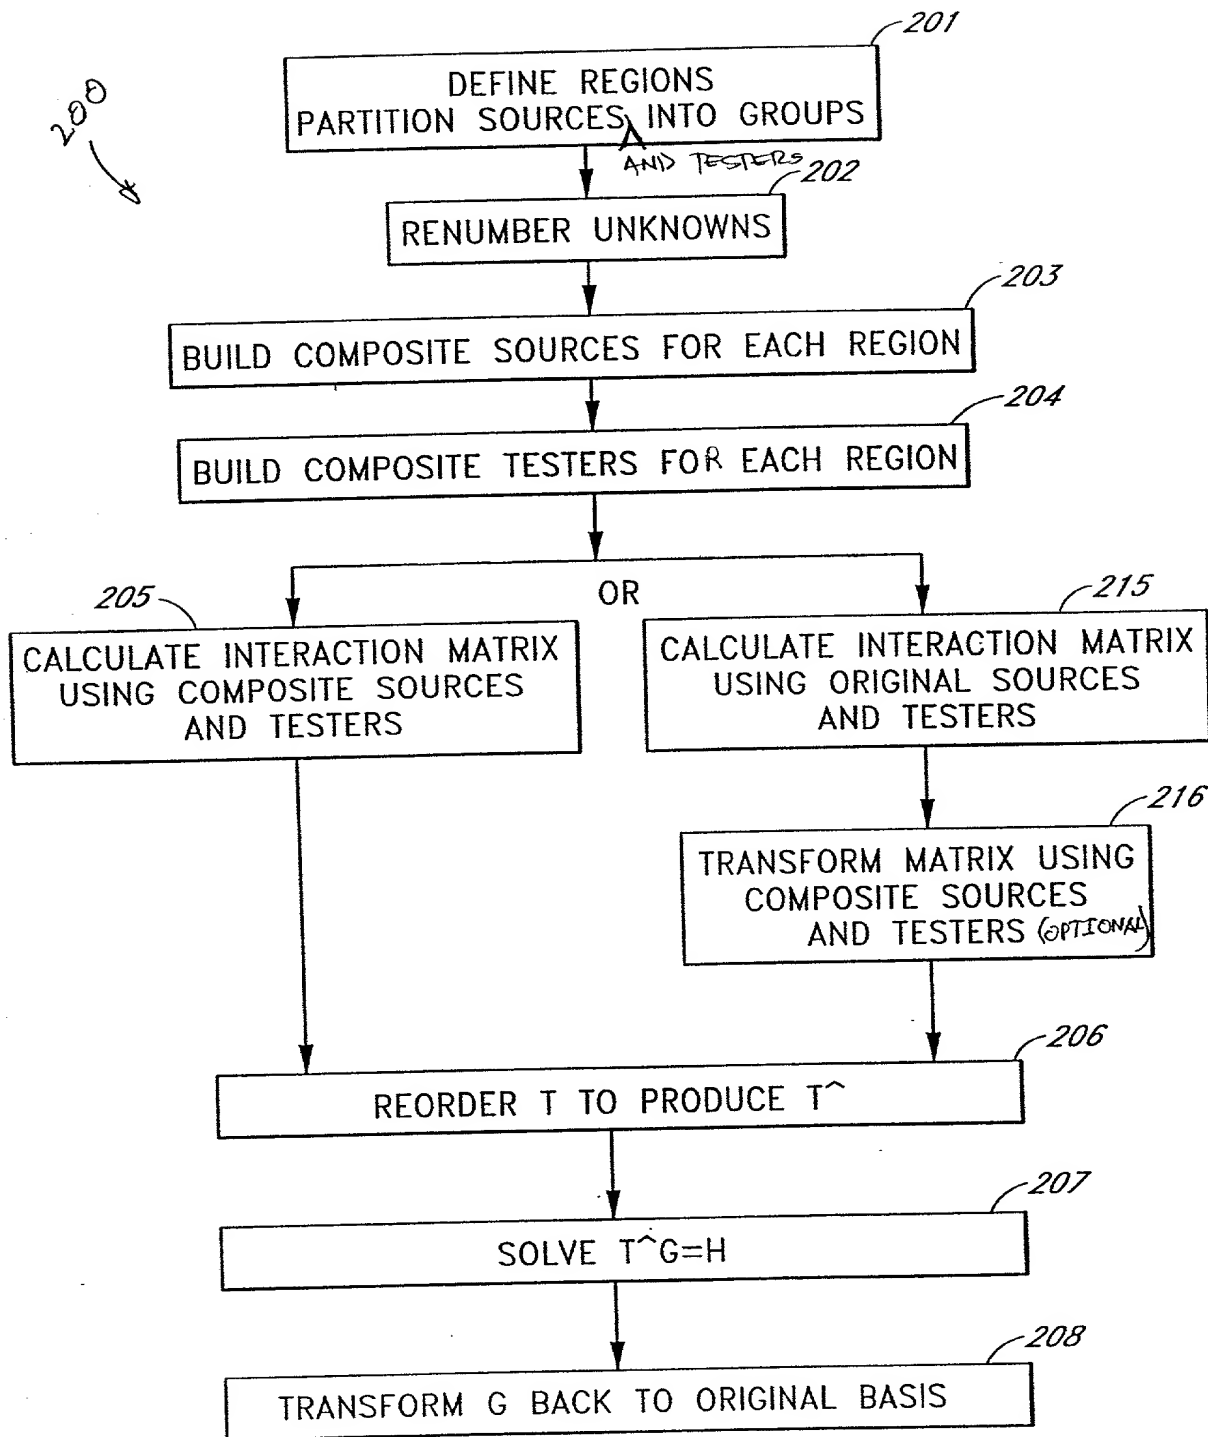 201
200
DEFINE REGIONS
PARTITION SOURCES INTO GROUPS
AND TESTERS
202
RENUMBER UNKNOWNS
203
BUILD COMPOSITE SOURCES FOR EACH REGION
204
BUILD COMPOSITE TESTERS FOR EACH REGION
OR
205
CALCULATE INTERACTION MATRIX
USING COMPOSITE SOURCES
AND TESTERS
215
CALCULATE INTERACTION MATRIX
USING ORIGINAL SOURCES
AND TESTERS
216
TRANSFORM MATRIX USING
COMPOSITE SOURCES
AND TESTERS (OPTIONAL)
206
REORDER T TO PRODUCE T^
207
SOLVE T^G=H
208
TRANSFORM G BACK TO ORIGINAL BASIS